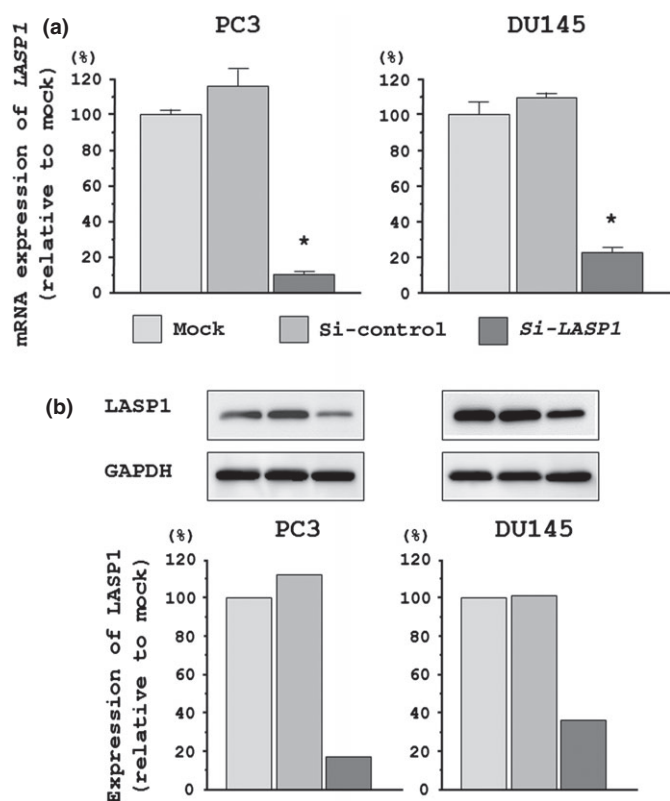 (a)
PC3
DU145
mRNA expression of LASP1
(relative to mock)
(%)
120
100
80
60
40
20
0
*
(%)
120
100
80
60
40
20
0
*
Mock
Si-control
Si-LASP1
(b)
LASP1
GAPDH
PC3
DU145
Expression of LASP1
(relative to mock)
(%)
120
100
80
60
40
20
0
(%)
120
100
80
60
40
20
0